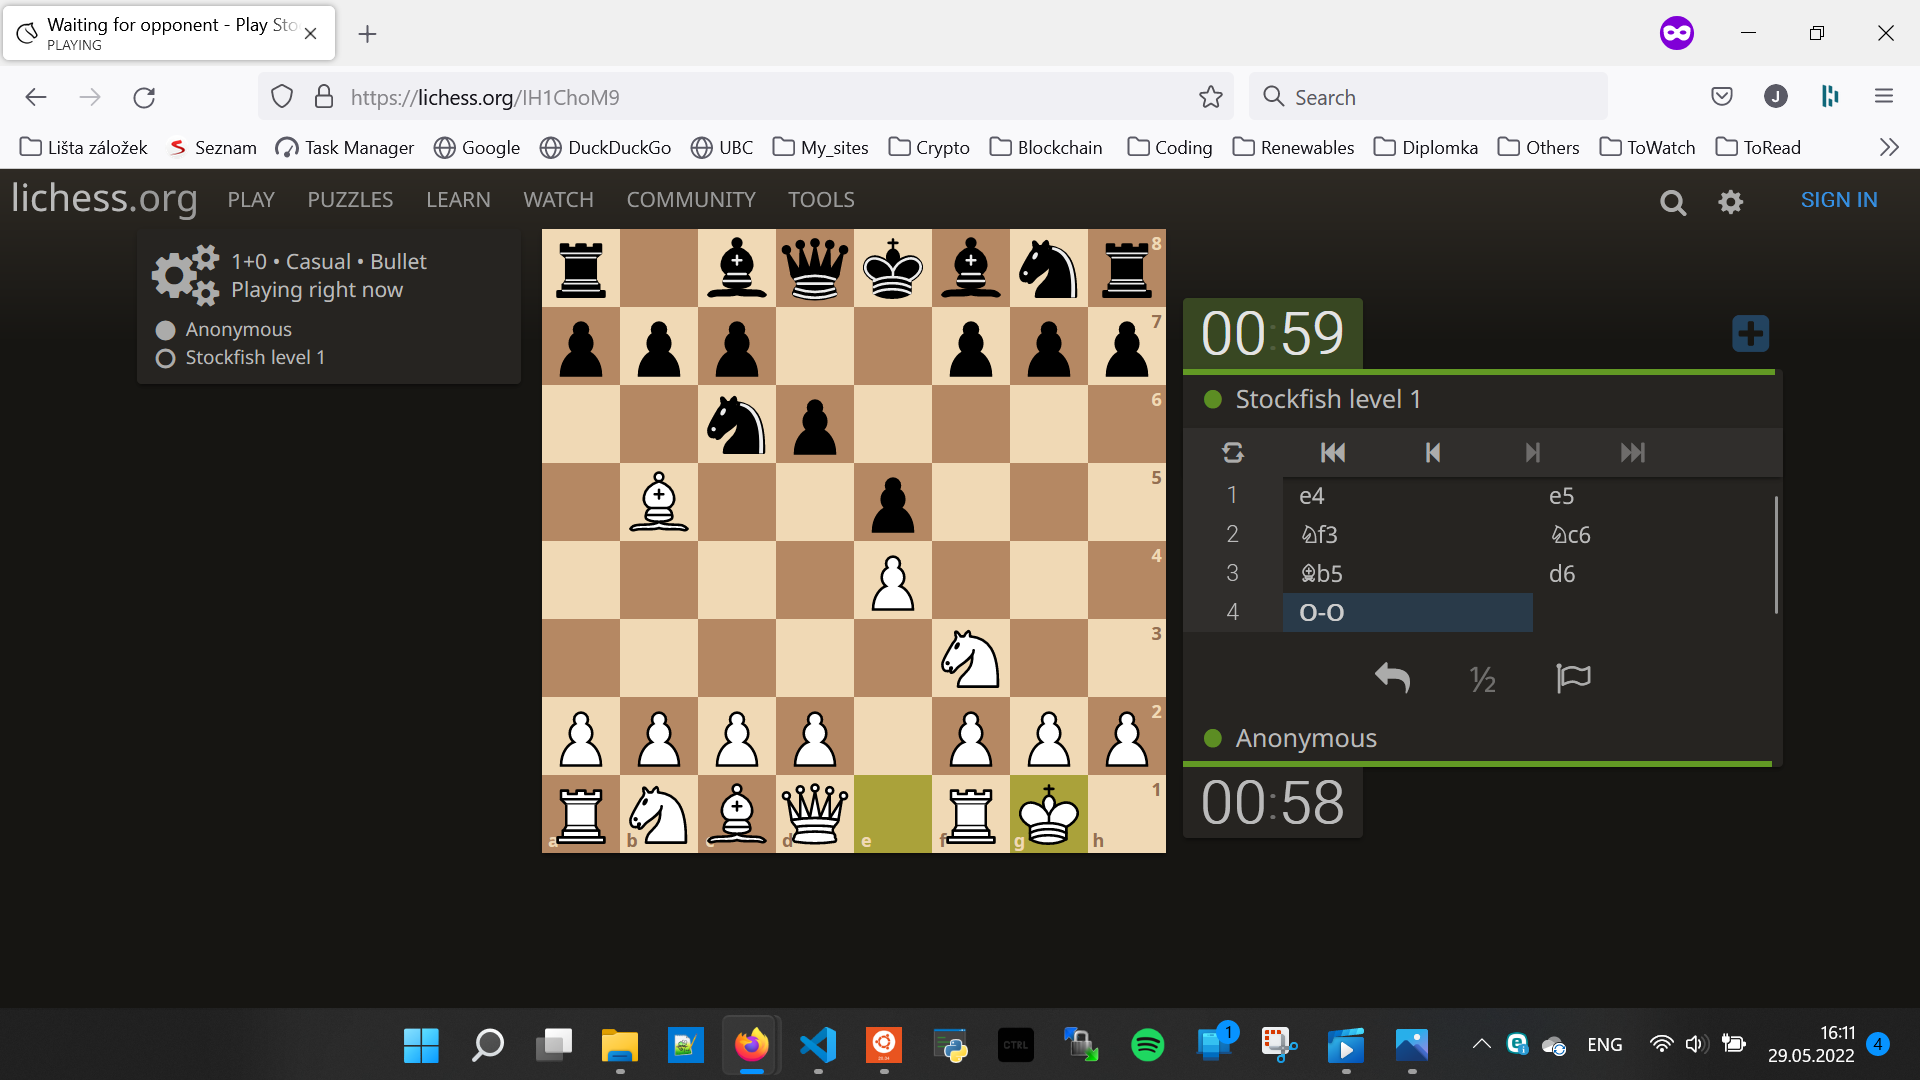 Waiting for opponent - Play Sto
PLAYING
https://lichess.org/IH1ChoM9
Search
J
Lišta záložek
Seznam
Task Manager
Google
DuckDuckGo
UBC
My_sites
Crypto
Blockchain
Coding
Renewables
Diplomka
Others
ToWatch
ToRead
lichess.org
PLAY
PUZZLES
LEARN
WATCH
COMMUNITY
TOOLS
SIGN IN
1+0 • Casual • Bullet
Playing right now
Anonymous
Stockfish level 1
8
7
6
5
4
3
2
1
a b c d e f g h
00:59
Stockfish level 1
1 e4 e5
2 ♘f3 ♘c6
3 ♗b5 d6
4 O-O
½
Anonymous
00:58
CTRL
1
ENG
16:11
29.05.2022
4